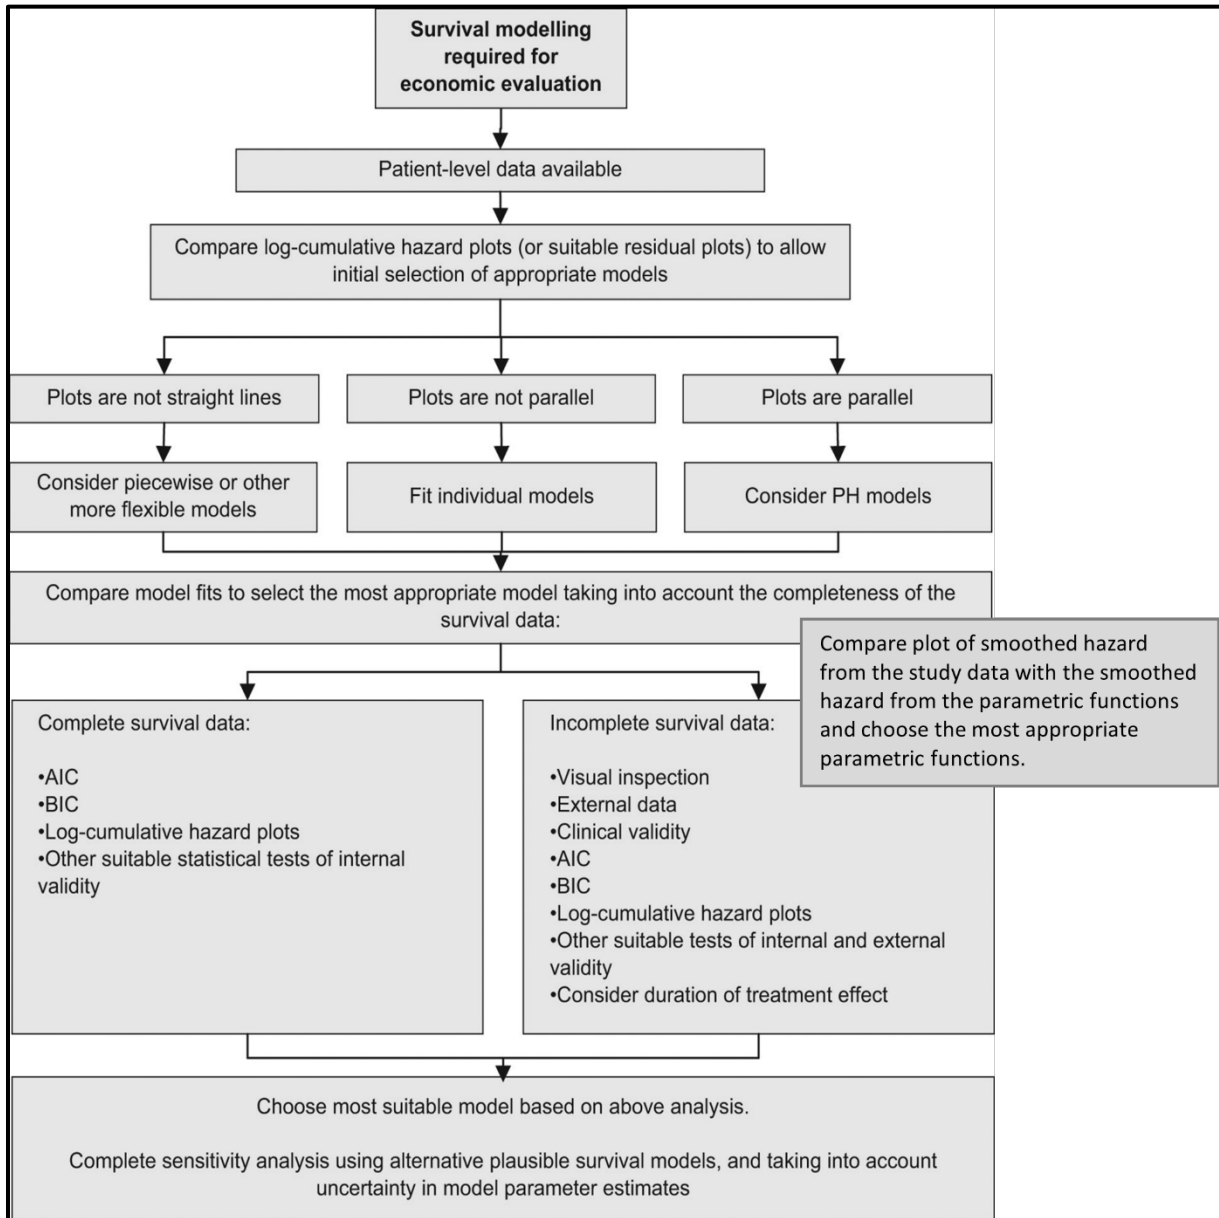 Survival modelling
required for
economic evaluation
Patient-level data available
Compare log-cumulative hazard plots (or suitable residual plots) to allow
initial selection of appropriate models
Plots are not straight lines
Plots are not parallel
Plots are parallel
Consider piecewise or other
more flexible models
Fit individual models
Consider PH models
Compare model fits to select the most appropriate model taking into account the completeness of the
survival data:
Compare plot of smoothed hazard
from the study data with the smoothed
hazard from the parametric functions
and choose the most appropriate
parametric functions.
Complete survival data:
•AIC
•BIC
•Log-cumulative hazard plots
•Other suitable statistical tests of internal
validity
Incomplete survival data:
•Visual inspection
•External data
•Clinical validity
•AIC
•BIC
•Log-cumulative hazard plots
•Other suitable tests of internal and external
validity
•Consider duration of treatment effect
Choose most suitable model based on above analysis.
Complete sensitivity analysis using alternative plausible survival models, and taking into account
uncertainty in model parameter estimates